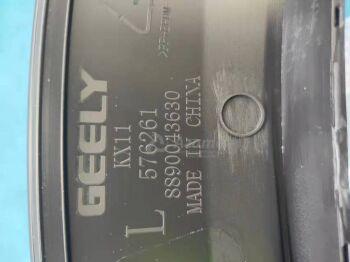 GEELY
KX11
L 576261
8890043630
MADE IN CHINA